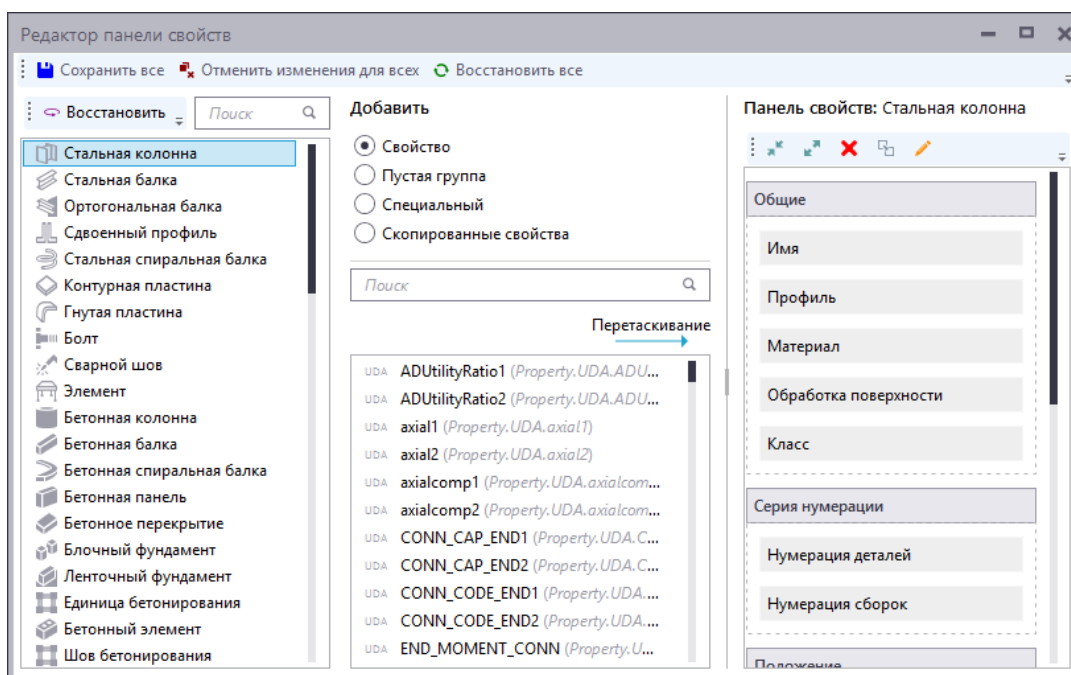 Редактор панели свойств
Сохранить все Отменить изменения для всех Восстановить все
Восстановить Поиск
Стальная колонна
Стальная балка
Ортогональная балка
Сдвоенный профиль
Стальная спиральная балка
Контурная пластина
Гнутая пластина
Болт
Сварной шов
Элемент
Бетонная колонна
Бетонная балка
Бетонная спиральная балка
Бетонная панель
Бетонное перекрытие
Блочный фундамент
Ленточный фундамент
Единица бетонирования
Бетонный элемент
Шов бетонирования
Добавить
Свойство
Пустая группа
Специальный
Скопированные свойства
Поиск
Перетаскивание
UDA ADUtilityRatio1 (Property.UDA.ADU...
UDA ADUtilityRatio2 (Property.UDA.ADU...
UDA axial1 (Property.UDA.axial1)
UDA axial2 (Property.UDA.axial2)
UDA axialcomp1 (Property.UDA.axialcom...
UDA axialcomp2 (Property.UDA.axialcom...
UDA CONN_CAP_END1 (Property.UDA.C...
UDA CONN_CAP_END2 (Property.UDA.C...
UDA CONN_CODE_END1 (Property.UDA....
UDA CONN_CODE_END2 (Property.UDA....
UDA END_MOMENT_CONN (Property.U...
Панель свойств: Стальная колонна
Общие
Имя
Профиль
Материал
Обработка поверхности
Класс
Серия нумерации
Нумерация деталей
Нумерация сборок
Положение